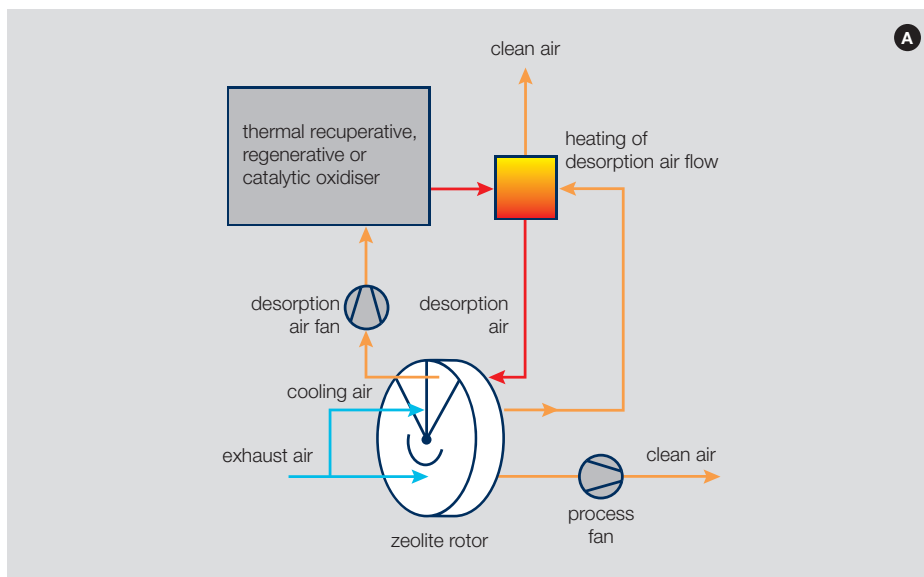 A
clean air
thermal recuperative,
regenerative or
catalytic oxidiser
heating of
desorption air flow
desorption
air fan
desorption
air
cooling air
exhaust air
clean air
process
fan
zeolite rotor